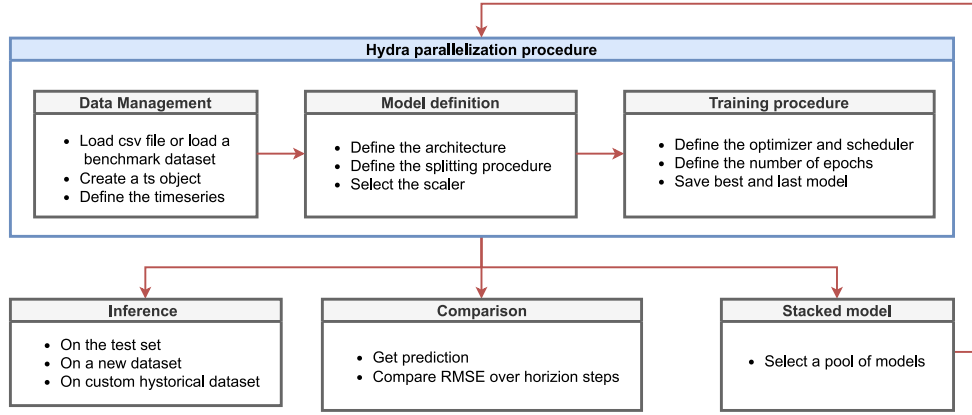 Hydra parallelization procedure
Data Management
• Load csv file or load a
benchmark dataset
• Create a ts object
• Define the timeseries
Model definition
• Define the architecture
• Define the splitting procedure
• Select the scaler
Training procedure
• Define the optimizer and scheduler
• Define the number of epochs
• Save best and last model
Inference
• On the test set
• On a new dataset
• On custom hystorical dataset
Comparison
• Get prediction
• Compare RMSE over horizion steps
Stacked model
• Select a pool of models